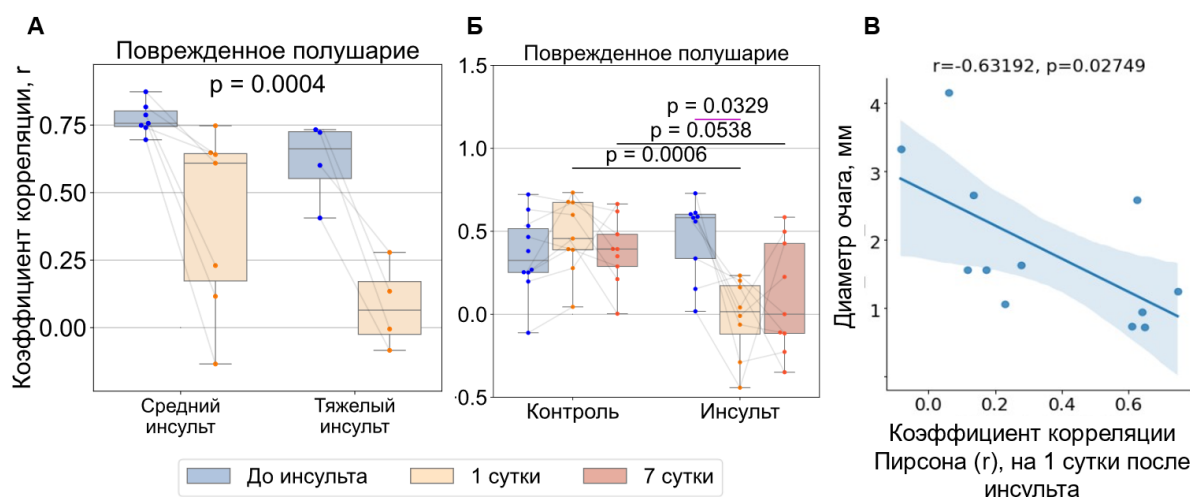 А
Поврежденное полушарие
p = 0.0004
Коэффициент корреляции, r
0.75
0.50
0.25
0.00
Средний
инсульт
Тяжелый
инсульт
Б
Поврежденное полушарие
1.5
1.0
0.5
0.0
0.5
p = 0.0329
p = 0.0538
p = 0.0006
Контроль
Инсульт
До инсульта
1 сутки
7 сутки
В
r=-0.63192, p=0.02749
Диаметр очага, мм
4
3
2
1
0.0
0.2
0.4
0.6
Коэффициент корреляции
Пирсона (r), на 1 сутки после
инсульта